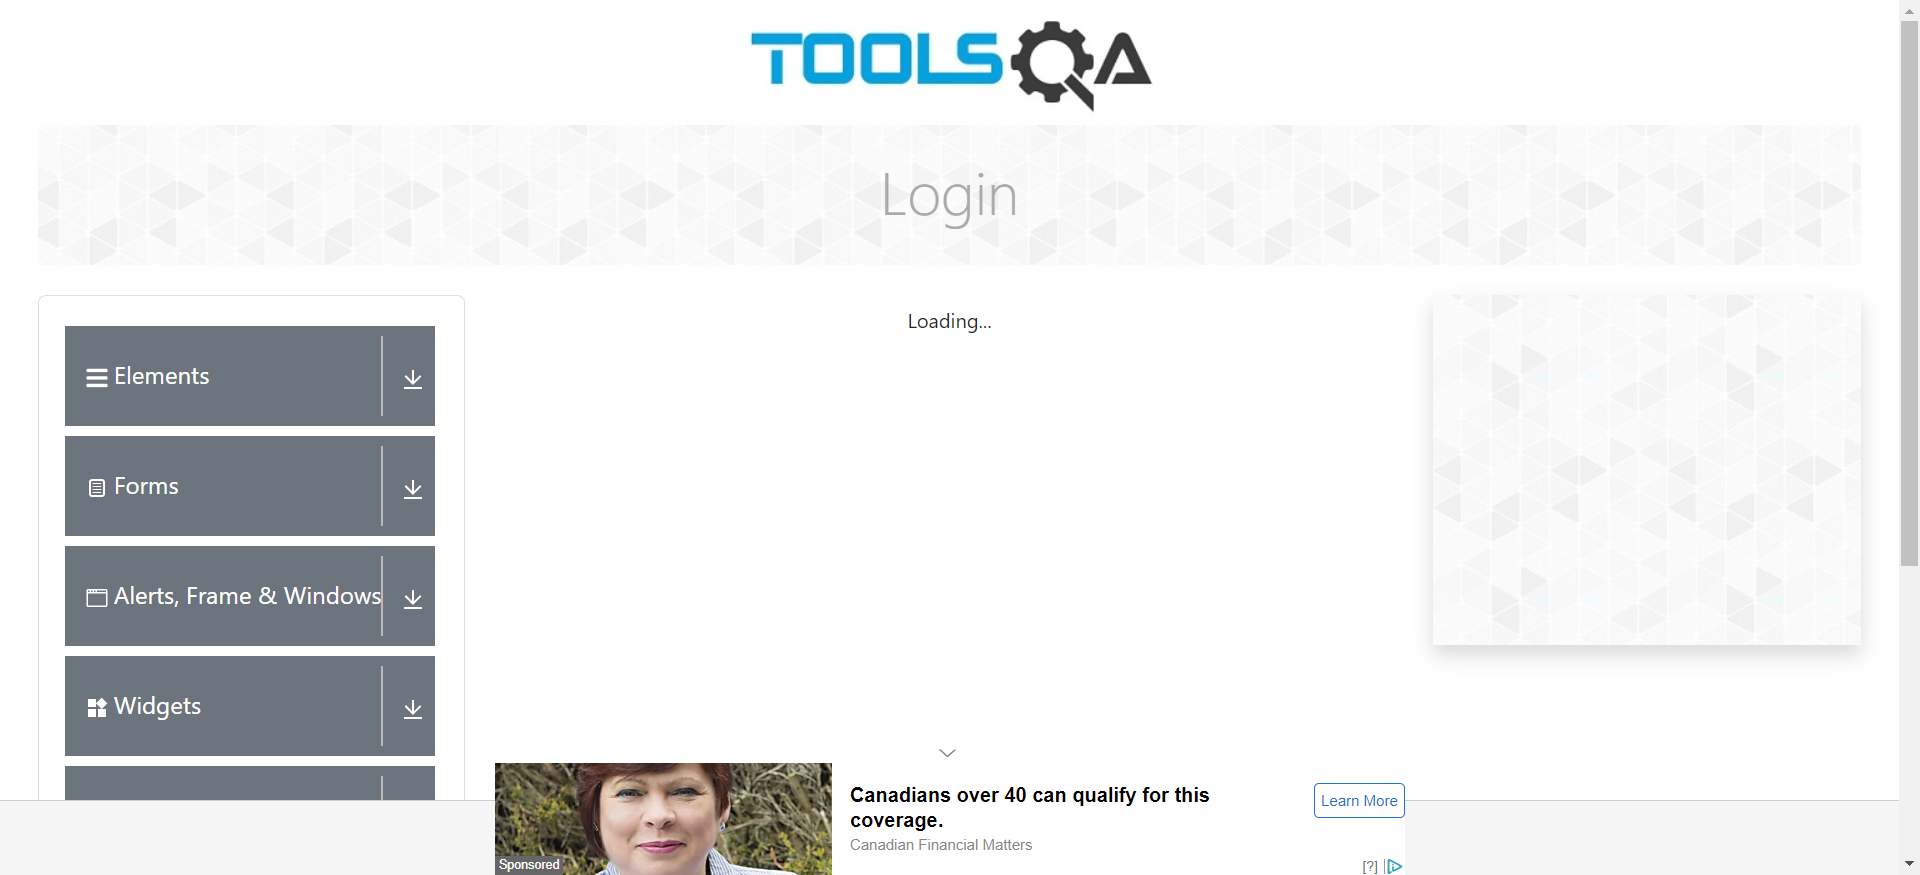 TOOLSQA
Login
Elements
Forms
Alerts, Frame & Windows
Widgets
Loading...
Canadians over 40 can qualify for this
coverage.
Canadian Financial Matters
Learn More
Sponsored
[?]